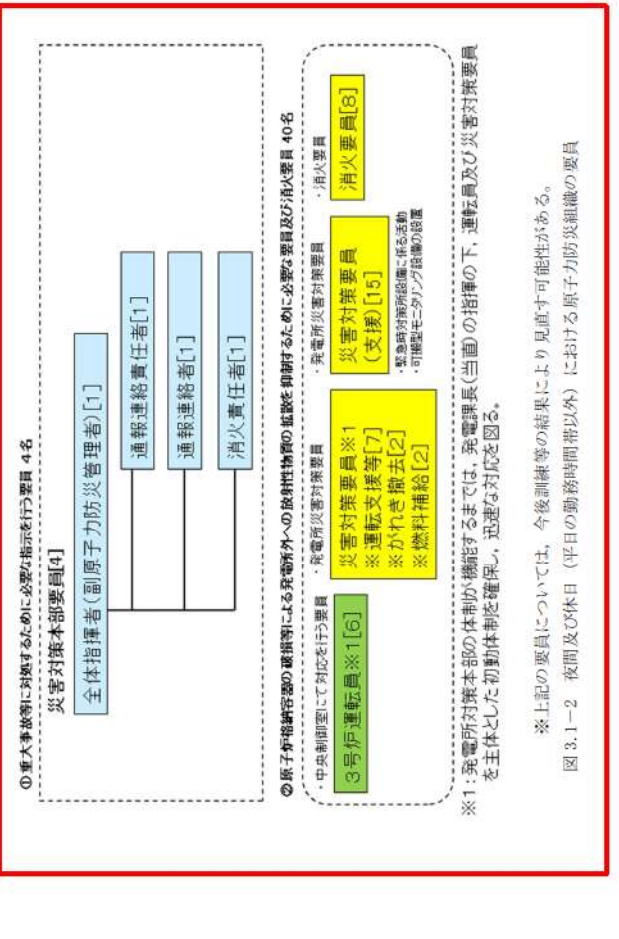 ①重大事故等に対処するために必要な指示を行う要員 4名
災害対策本部要員[4]
全体指揮者(副原子力防災管理者)[1]
通報連絡責任者[1]
通報連絡者[1]
消火責任者[1]
②原子炉格納容器の破損等による発電所外への放射性物質の拡散を抑制するために必要な要員及び消火要員 40名
・中央制御室にて対応を行う要員
3号炉運転員※1[6]
・発電所災害対策要員
災害対策要員※1
※運転支援等[7]
※がれき撤去[2]
※燃料補給[2]
・発電所災害対策要員
災害対策要員
(支援)[15]
・緊急時対策所設備に係る活動
・可搬型モニタリング設備の設置
・消火要員
消火要員[8]
※1:発電所対策本部の体制が機能するまでは,発電課長(当直)の指揮の下,運転員及び災害対策要員
を主体とした初動体制を確保し,迅速な対応を図る。
※上記の要員については、今後訓練等の結果により見直す可能性がある。
図 3.1-2 夜間及び休日(平日の勤務時間帯以外)における原子力防災組織の要員